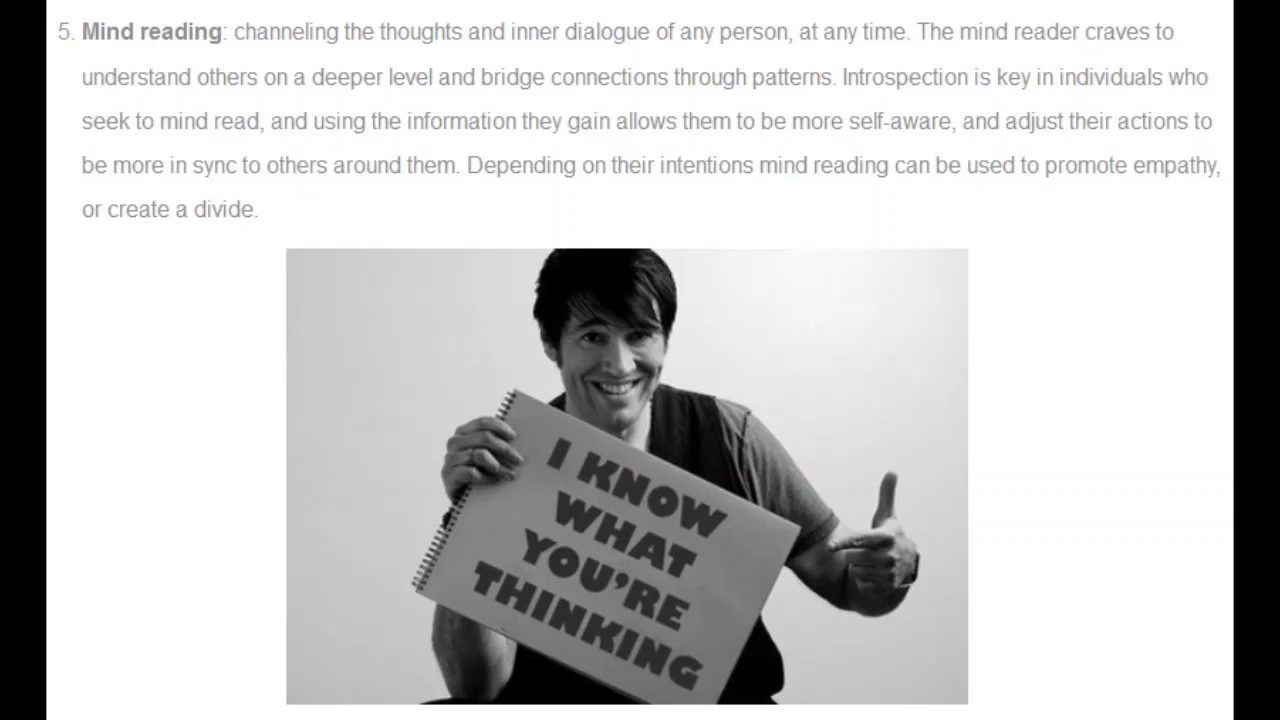 5. Mind reading: channeling the thoughts and inner dialogue of any person, at any time. The mind reader craves to
understand others on a deeper level and bridge connections through patterns. Introspection is key in individuals who
seek to mind read, and using the information they gain allows them to be more self-aware, and adjust their actions to
be more in sync to others around them. Depending on their intentions mind reading can be used to promote empathy,
or create a divide.
I KNOW
WHAT
YOU'RE
THINKING